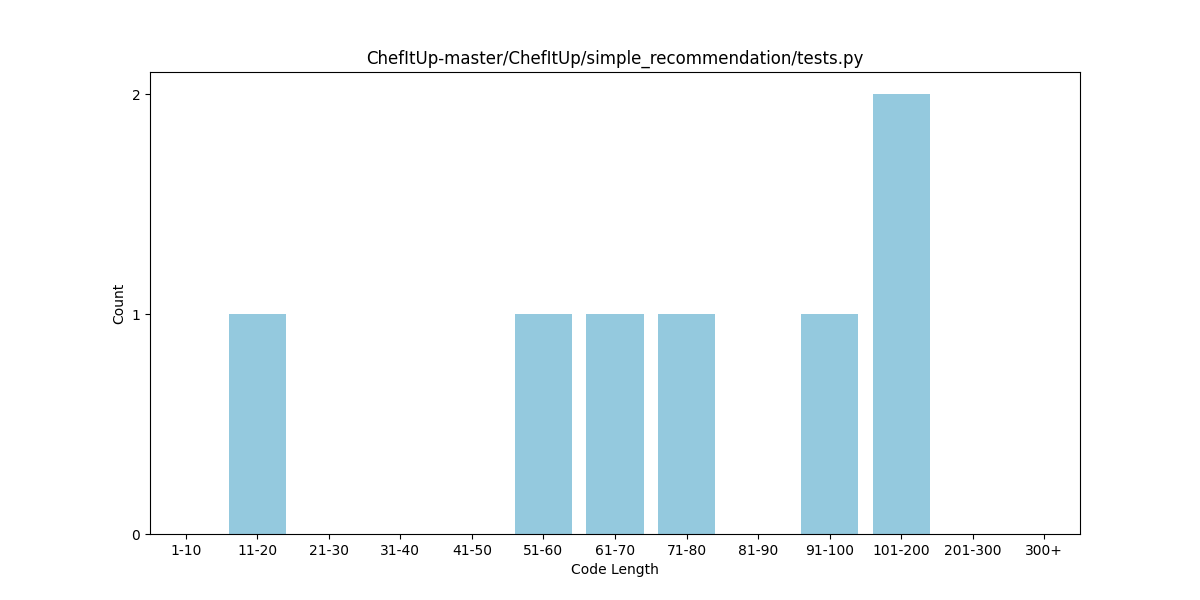 ChefItUp-master/ChefItUp/simple_recommendation/tests.py
Count
2
1
0
1-10 11-20 21-30 31-40 41-50 51-60 61-70 71-80 81-90 91-100 101-200 201-300 300+
Code Length